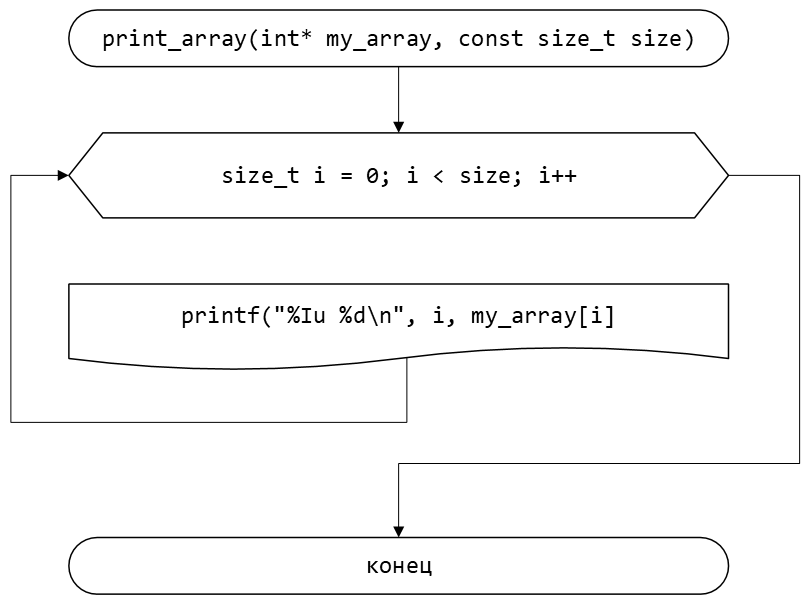 print_array(int* my_array, const size_t size)
size_t i = 0; i < size; i++
printf("%Iu %d\n", i, my_array[i]
конец